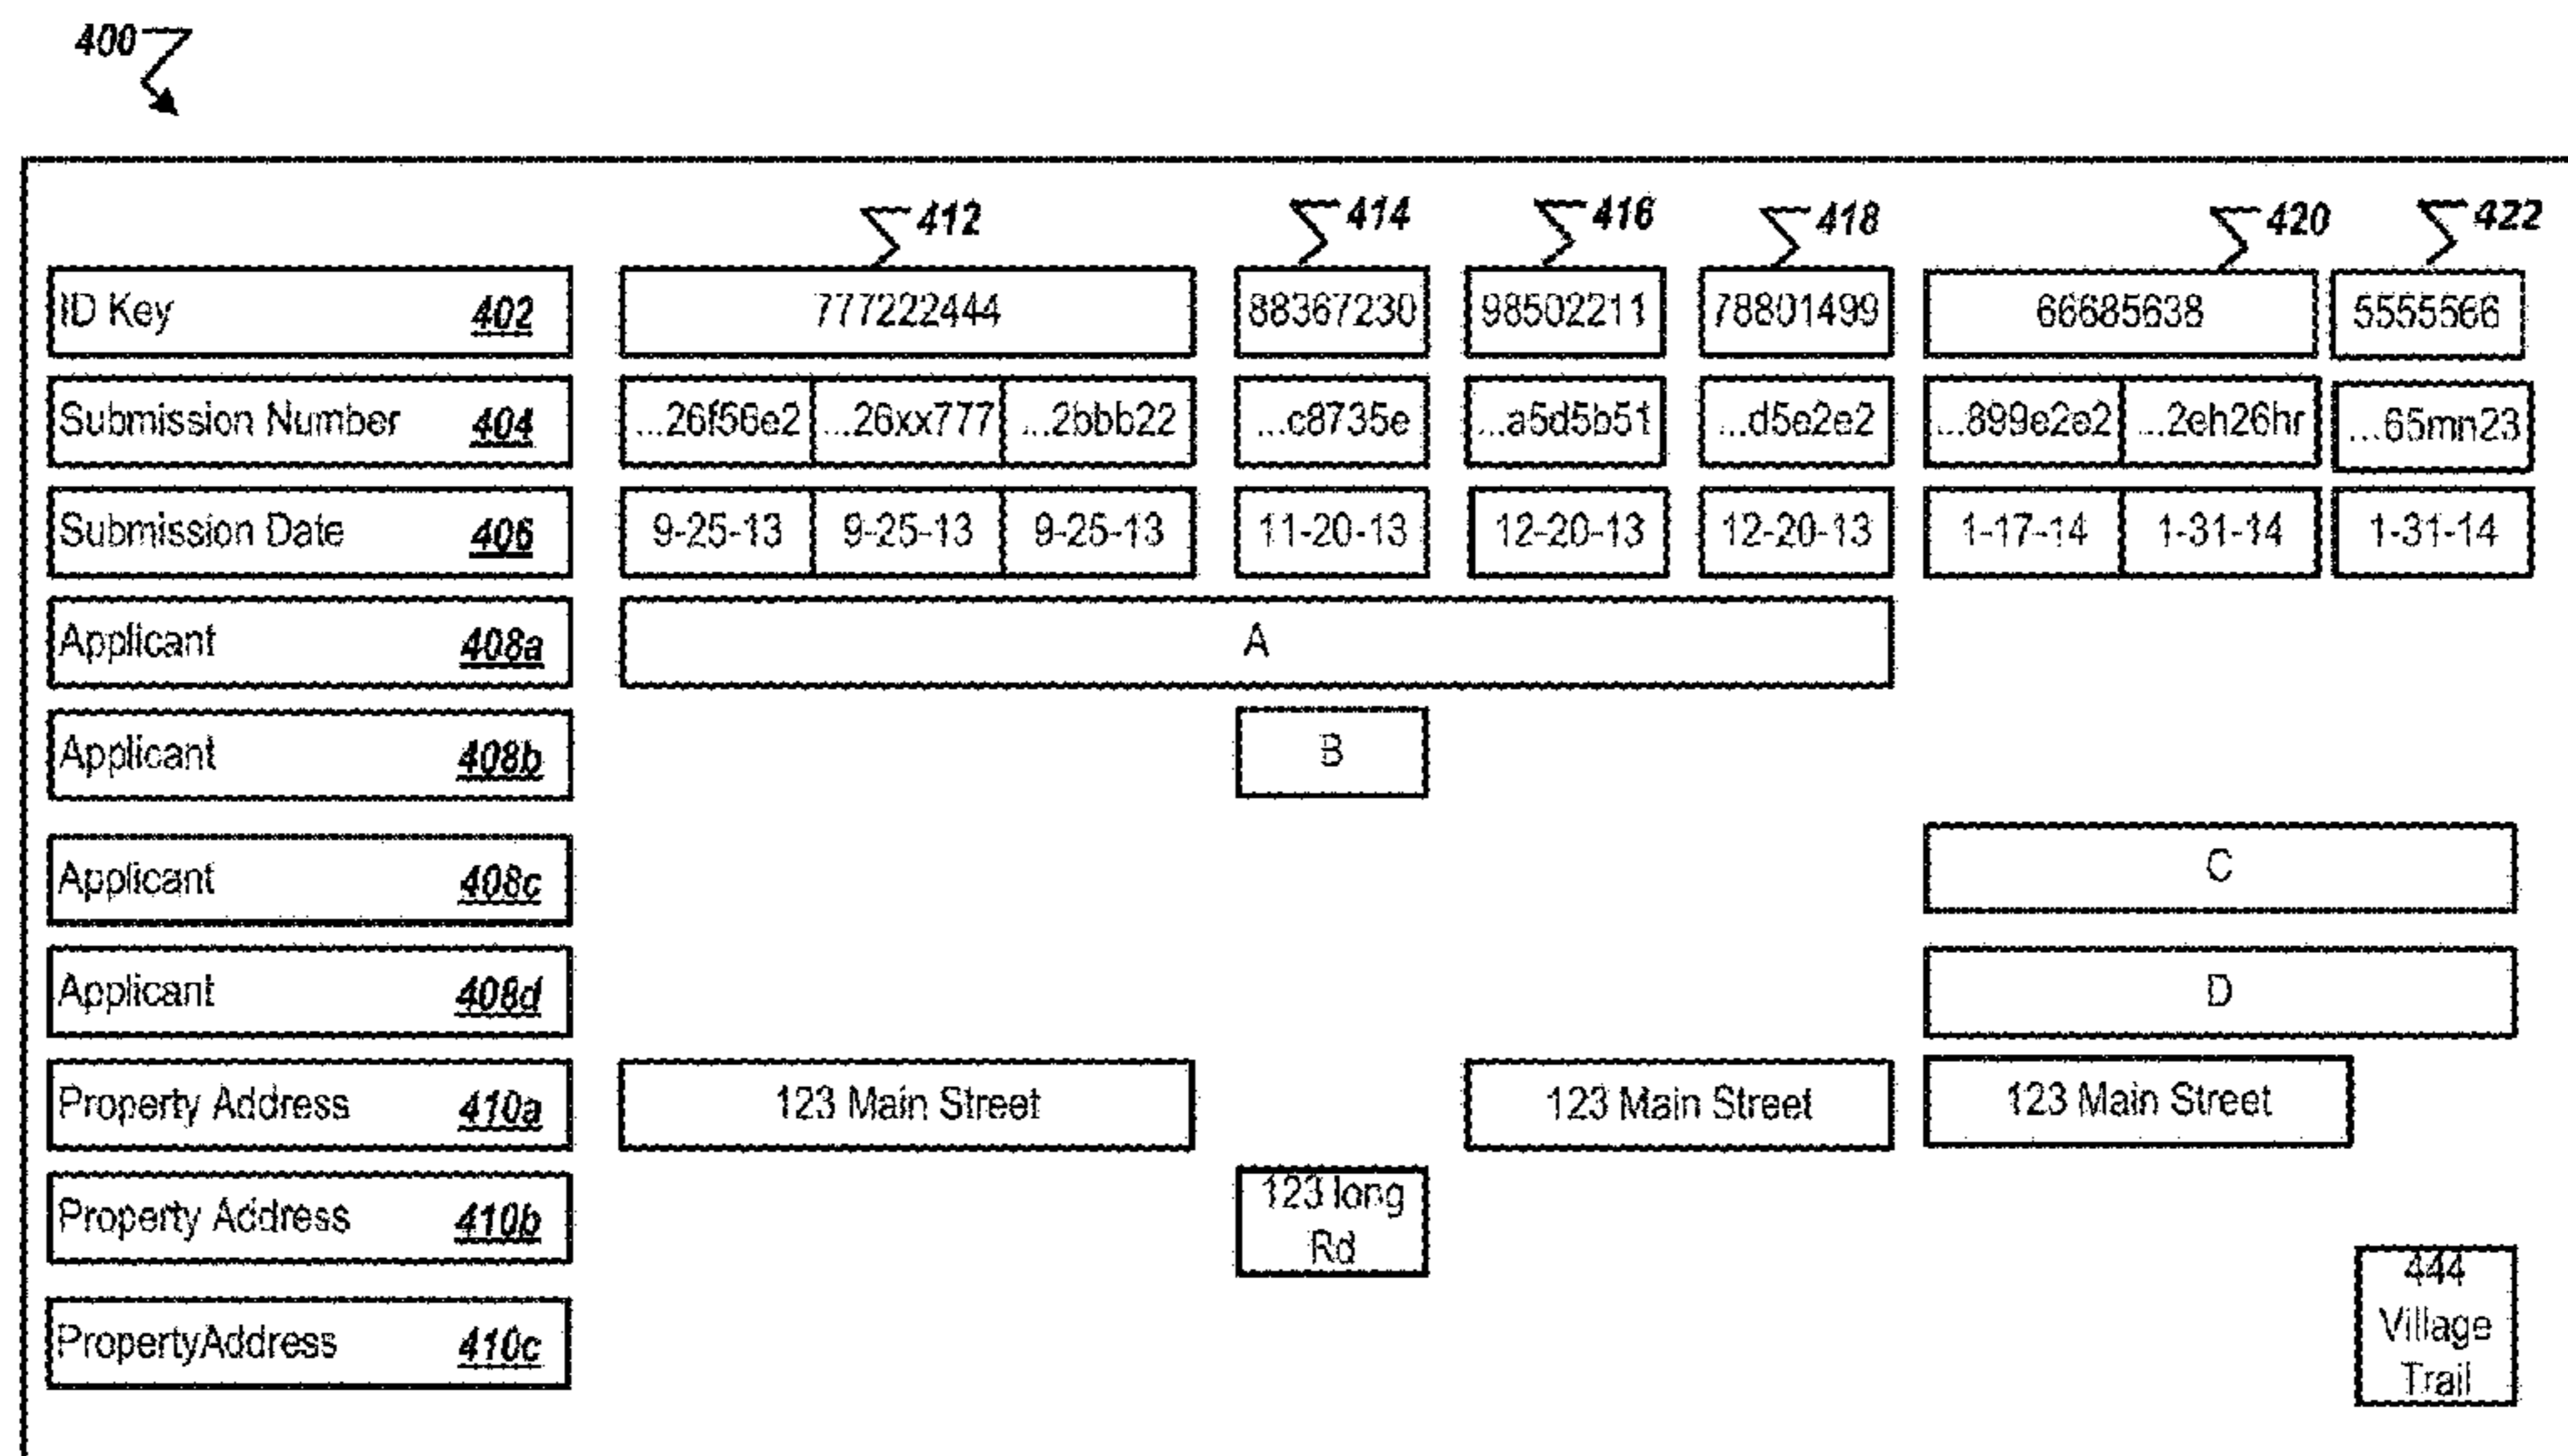 400
412 414 416 418 420 422
ID Key 402 777222444 88367230 98502211 78801499 66685638 5555566
Submission Number 404 ...26f56e2 ...26xx777 ...2bbb22 ...c8735e ...a5d5b51 ...d5e2e2 ...899e2e2 ...2eh26hr ...65mn23
Submission Date 406 9-25-13 9-25-13 9-25-13 11-20-13 12-20-13 12-20-13 1-17-14 1-31-14 1-31-14
Applicant 408a A
Applicant 408b B
Applicant 408c C
Applicant 408d D
Property Address 410a 123 Main Street 123 Main Street 123 Main Street
Property Address 410b 123 long
Rd
PropertyAddress 410c 444
Village
Trail